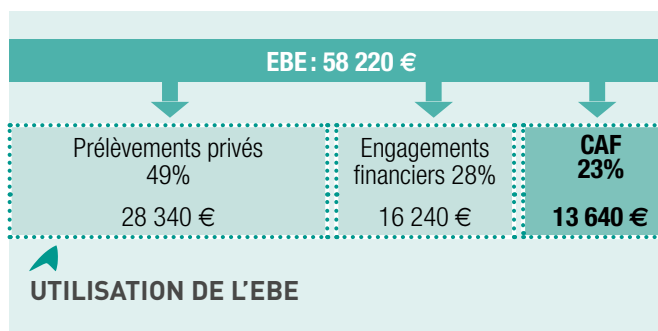 EBE : 58 220 €
Prélèvements privés
49%
28 340 €
Engagements
financiers 28%
16 240 €
CAF
23%
13 640 €
UTILISATION DE L'EBE